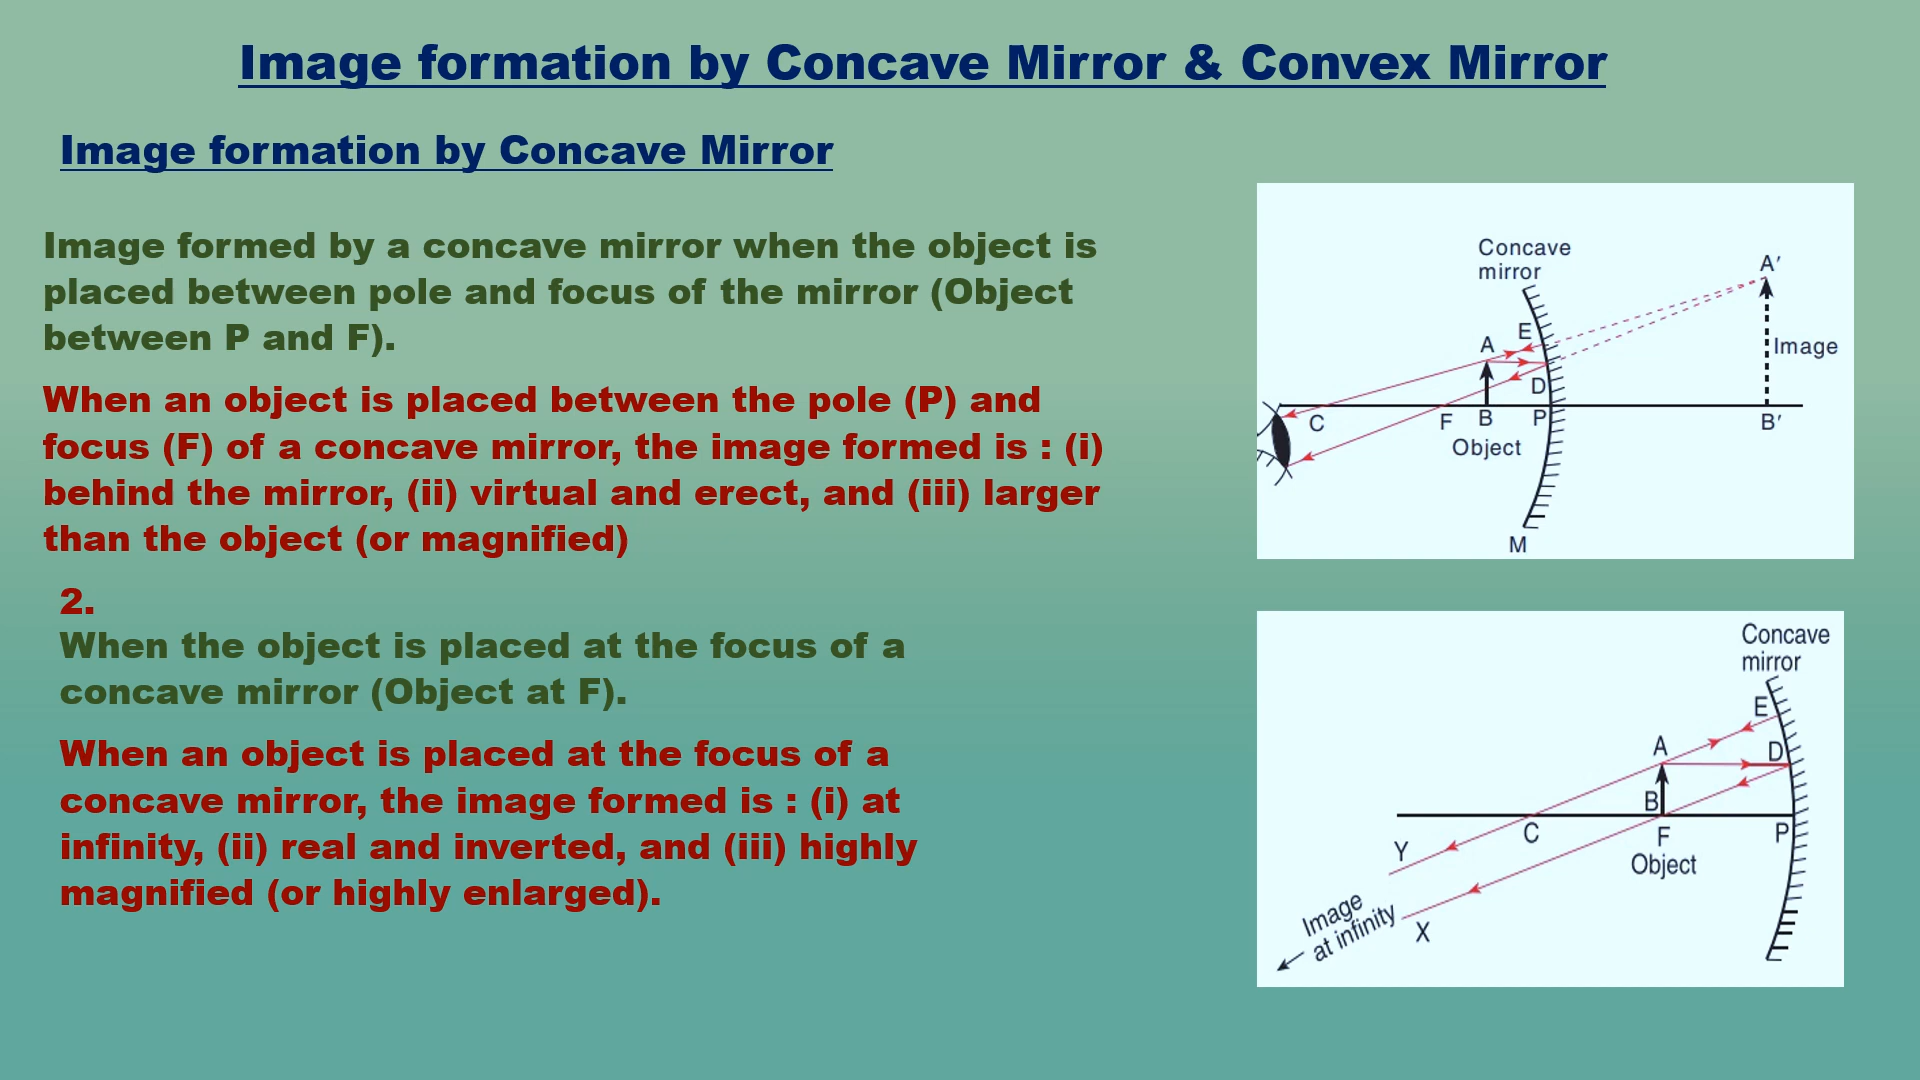 Image formation by Concave Mirror & Convex Mirror
Image formation by Concave Mirror
Image formed by a concave mirror when the object is
placed between pole and focus of the mirror (Object
between P and F).
When an object is placed between the pole (P) and
focus (F) of a concave mirror, the image formed is : (i)
behind the mirror, (ii) virtual and erect, and (iii) larger
than the object (or magnified)
2.
When the object is placed at the focus of a
concave mirror (Object at F).
When an object is placed at the focus of a
concave mirror, the image formed is : (i) at
infinity, (ii) real and inverted, and (iii) highly
magnified (or highly enlarged).
Concave
mirror
A′
E
A
Image
D
C
F
B
P
B′
Object
M
Concave
mirror
E
A
D
B
C
F
P
Y
Object
Image
at infinity
X